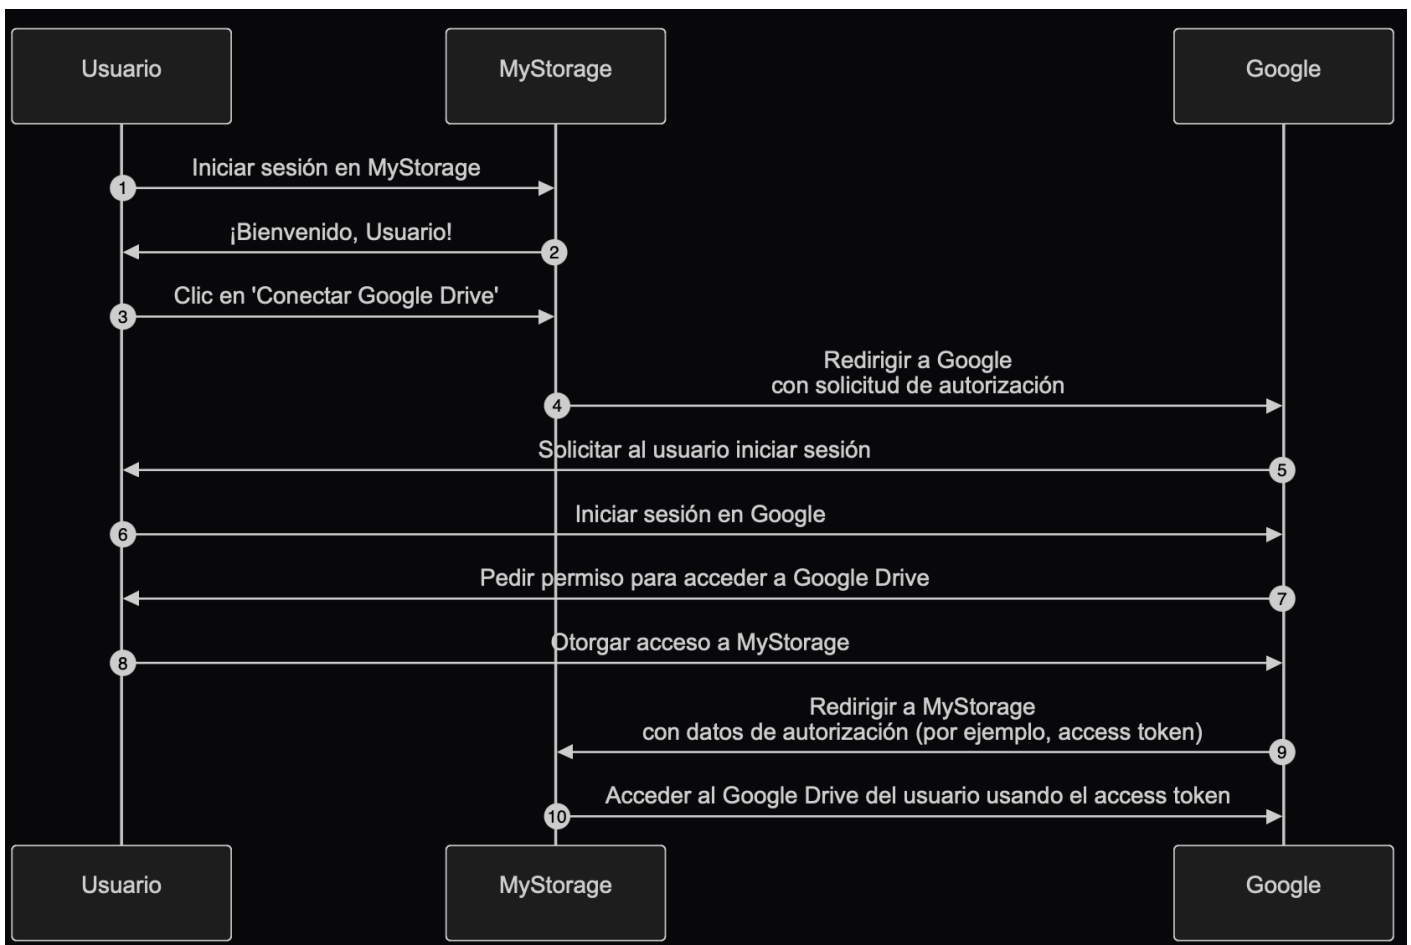 Usuario
MyStorage
Google
Iniciar sesión en MyStorage
1
¡Bienvenido, Usuario!
2
Clic en 'Conectar Google Drive'
3
Redirigir a Google
con solicitud de autorización
4
Solicitar al usuario iniciar sesión
5
Iniciar sesión en Google
6
Pedir permiso para acceder a Google Drive
7
Otorgar acceso a MyStorage
8
Redirigir a MyStorage
con datos de autorización (por ejemplo, access token)
9
Acceder al Google Drive del usuario usando el access token
10
Usuario
MyStorage
Google